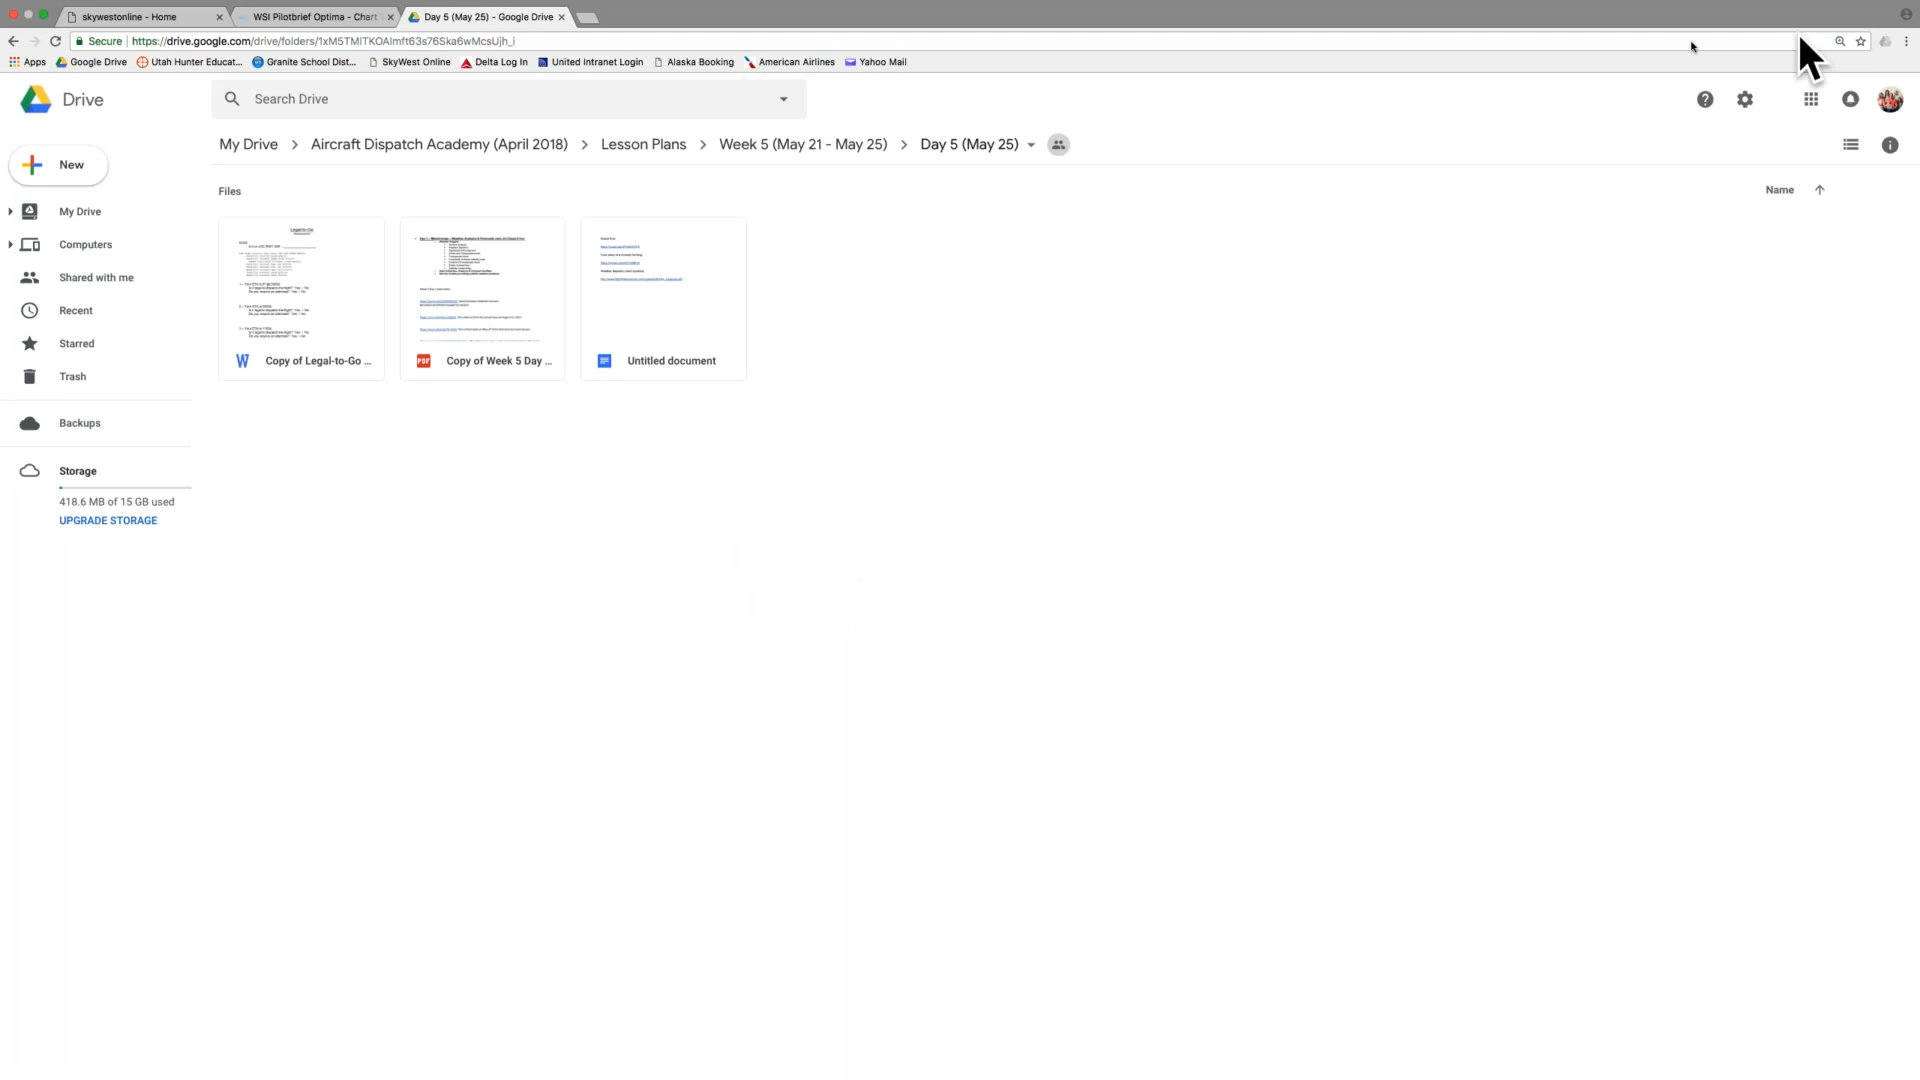 skywestonline - Home
WSI Pilotbrief Optima - Chart
Day 5 (May 25) - Google Drive
Secure
https://drive.google.com/drive/folders/1xM5TMITKOAlmft63s76Ska6wMcsUjh_i
Apps
Google Drive
Utah Hunter Educat...
Granite School Dist...
SkyWest Online
Delta Log In
United Intranet Login
Alaska Booking
American Airlines
Yahoo Mail
Drive
Search Drive
My Drive
Aircraft Dispatch Academy (April 2018)
Lesson Plans
Week 5 (May 21 - May 25)
Day 5 (May 25)
New
Files
Name
My Drive
Computers
Shared with me
Recent
Starred
Trash
Backups
Storage
418.6 MB of 15 GB used
UPGRADE STORAGE
Legal-to-Go
W
Copy of Legal-to-Go ...
PDF
Copy of Week 5 Day ...
Untitled document